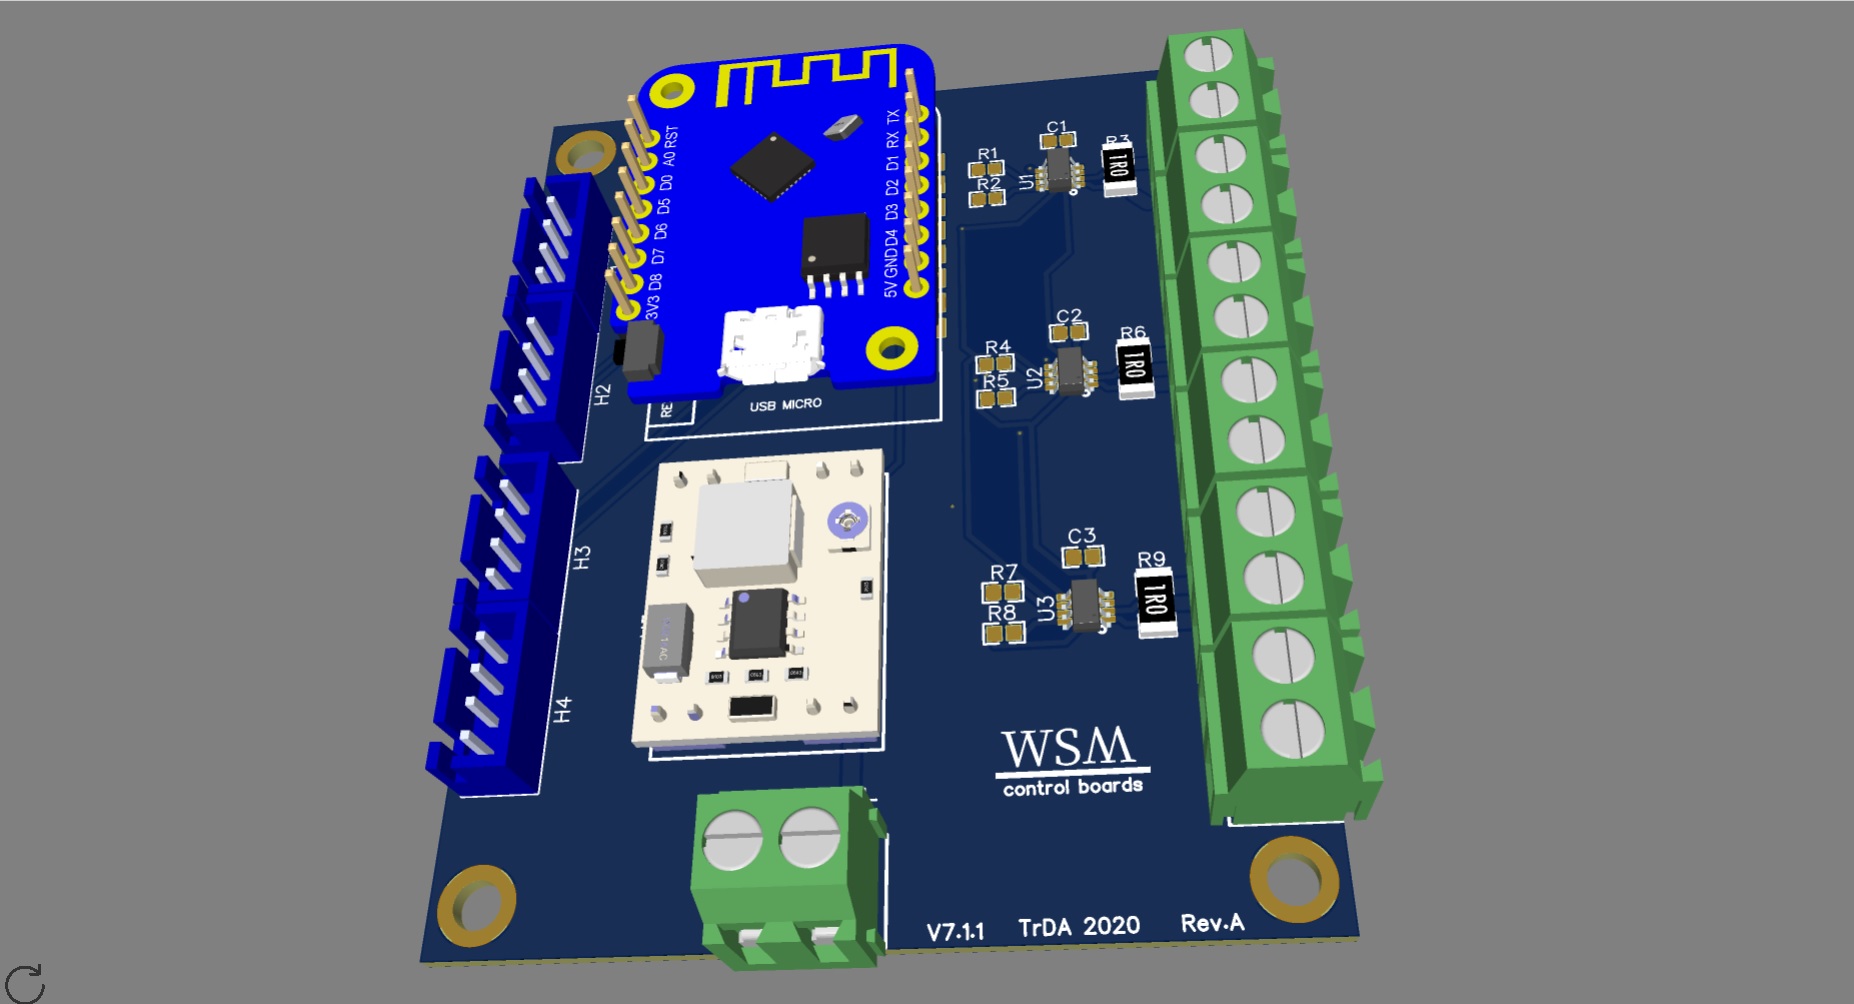 RST
A0
D0
D5
D6
D7
D8
3V3
TX
RX
D1
D2
D3
D4
GND
5V
RE
USB MICRO
H2
H3
H4
C1
R1
R2
U1
R3
1R0
C2
R4
R5
U2
R6
1R0
C3
R7
R8
U3
R9
1R0
WSM
control boards
V7.1.1 TrDA 2020 Rev.A